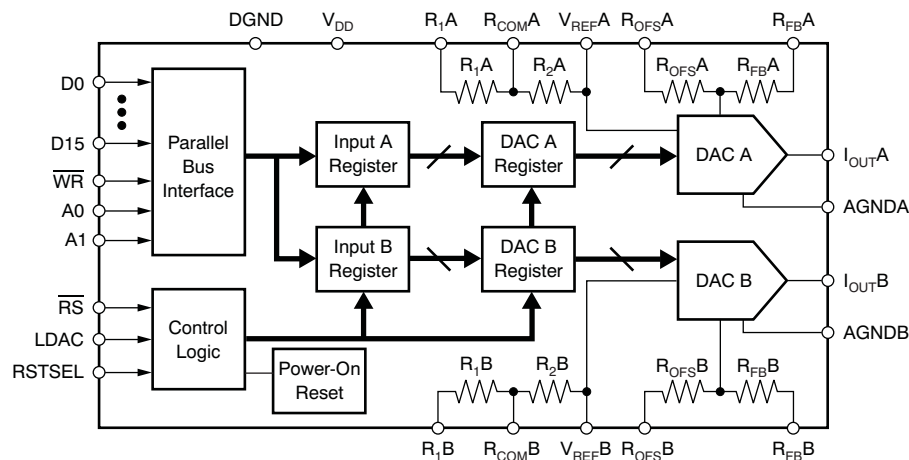 DGND
V_DD
R_1A
R_COMA
V_REFA
R_OFSA
R_FBA
R_1A
R_2A
R_OFSA
R_FBA
D0
D15
W̅R̅
A0
A1
Parallel
Bus
Interface
Input A
Register
DAC A
Register
DAC A
I_OUTA
AGNDA
Input B
Register
DAC B
Register
DAC B
I_OUTB
AGNDB
R̅S̅
LDAC
RSTSEL
Control
Logic
Power-On
Reset
R_1B
R_2B
R_OFSB
R_FBB
R_1B
R_COMB
V_REFB
R_OFSB
R_FBB